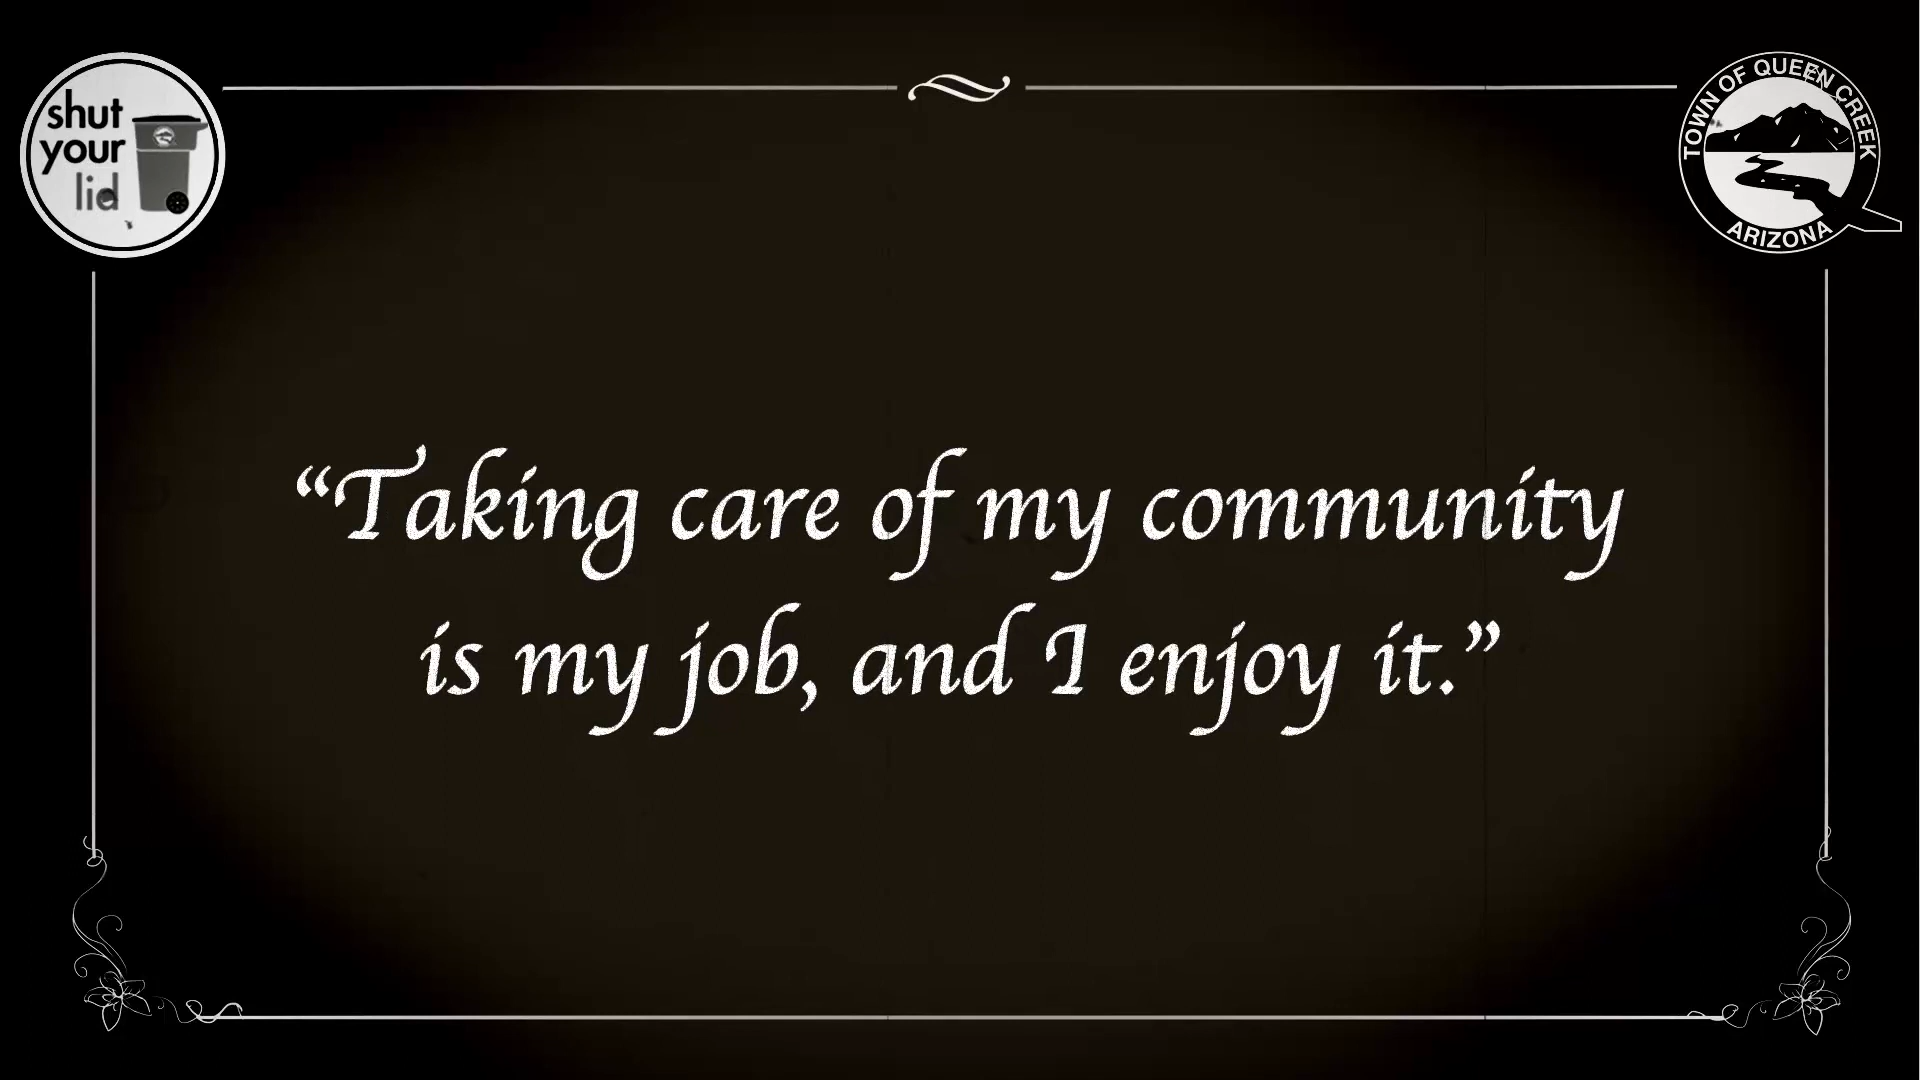 shut
your
lid
TOWN OF QUEEN CREEK
ARIZONA
“Taking care of my community
is my job, and I enjoy it.”